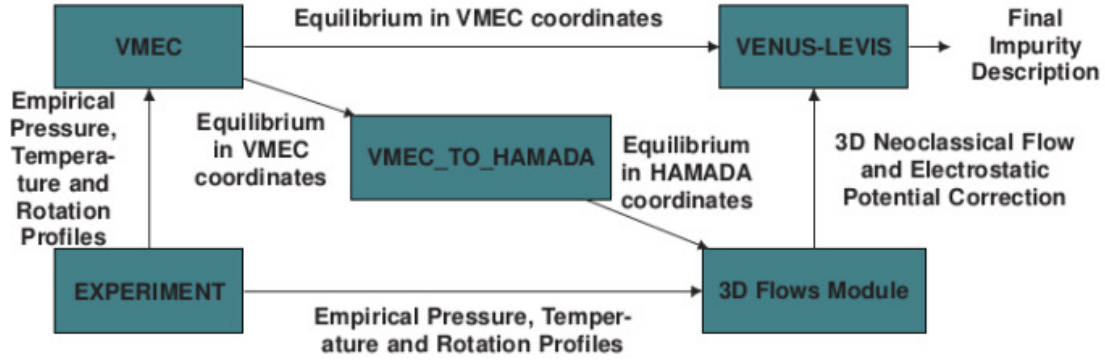 Equilibrium in VMEC coordinates
VMEC
VENUS-LEVIS
Final
Impurity
Description
Empirical
Pressure,
Tempera-
ture and
Rotation
Profiles
Equilibrium
in VMEC
coordinates
VMEC_TO_HAMADA
Equilibrium
in HAMADA
coordinates
3D Neoclassical Flow
and Electrostatic
Potential Correction
EXPERIMENT
3D Flows Module
Empirical Pressure, Temper-
ature and Rotation Profiles